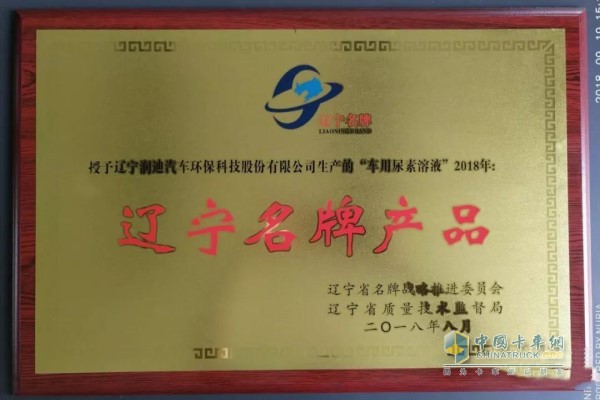 辽宁名牌
LIAONINGBRAND
授予辽宁润迪汽车环保科技股份有限公司生产的“车用尿素溶液”2018年:
辽宁名牌产品
辽宁省名牌战略推进委员会
辽宁省质量技术监督局
二〇一八年八月
中国卡车网
CHINATRUCK.COM